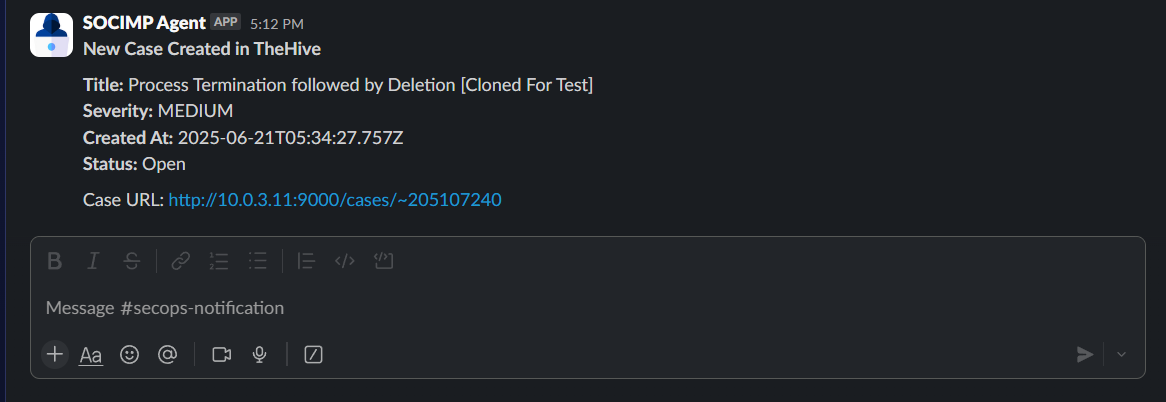 SOCIMP Agent APP 5:12 PM
New Case Created in TheHive
Title: Process Termination followed by Deletion [Cloned For Test]
Severity: MEDIUM
Created At: 2025-06-21T05:34:27.757Z
Status: Open
Case URL: http://10.0.3.11:9000/cases/~205107240
Message #secops-notification
Aa